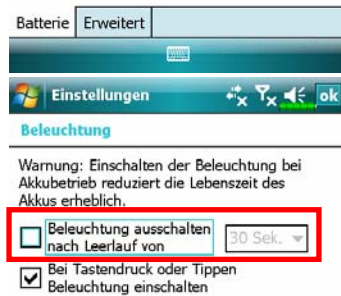 Batterie Erweitert
Einstellungen ok
Beleuchtung
Warnung: Einschalten der Beleuchtung bei
Akkubetrieb reduziert die Lebenszeit des
Akkus erheblich.
Beleuchtung ausschalten
nach Leerlauf von 30 Sek.
Bei Tastendruck oder Tippen
Beleuchtung einschalten